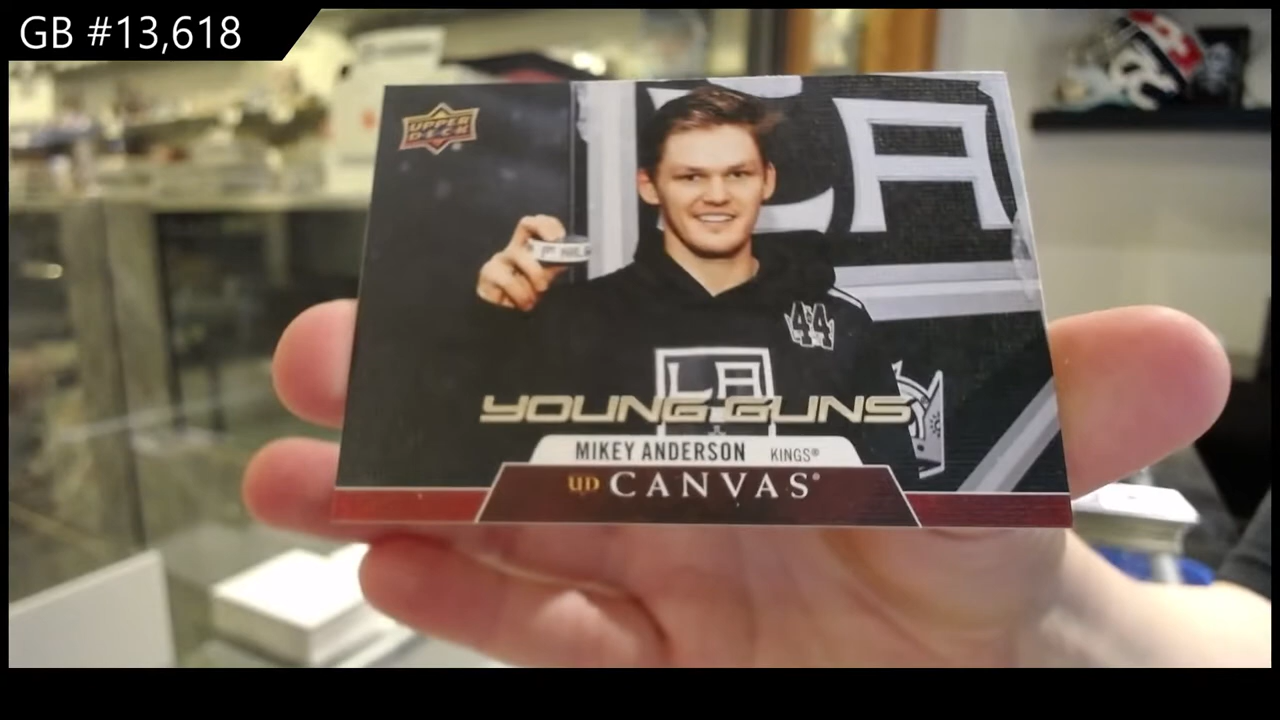 GB #13,618
UPPER
DECK
LA
44
LA
YOUNG GUNS
MIKEY ANDERSON KINGS®
UD CANVAS®